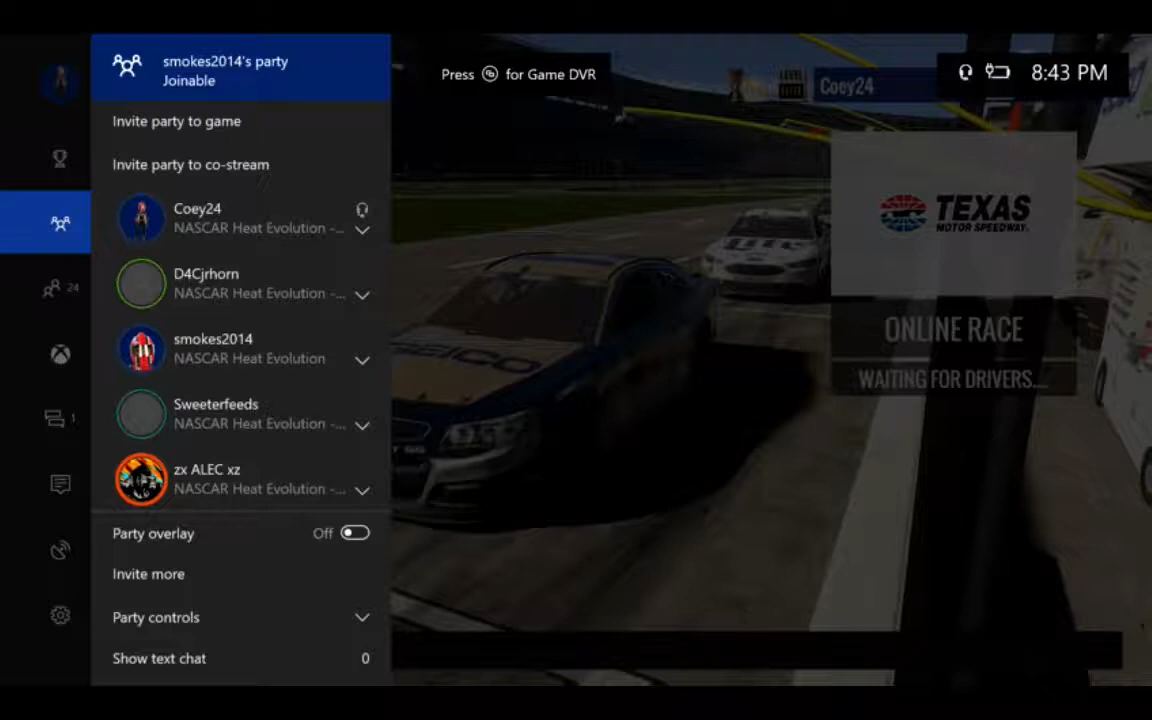 smokes2014's party
Joinable
Press for Game DVR
8:43 PM
Coey24
Invite party to game
Invite party to co-stream
Coey24
NASCAR Heat Evolution -...
D4Cjrhorn
NASCAR Heat Evolution -...
smokes2014
NASCAR Heat Evolution
Sweeterfeeds
NASCAR Heat Evolution -...
zx ALEC xz
NASCAR Heat Evolution -...
Party overlay Off
Invite more
Party controls
Show text chat 0
24
1
TEXAS
MOTOR SPEEDWAY.
ONLINE RACE
WAITING FOR DRIVERS...
GEICO